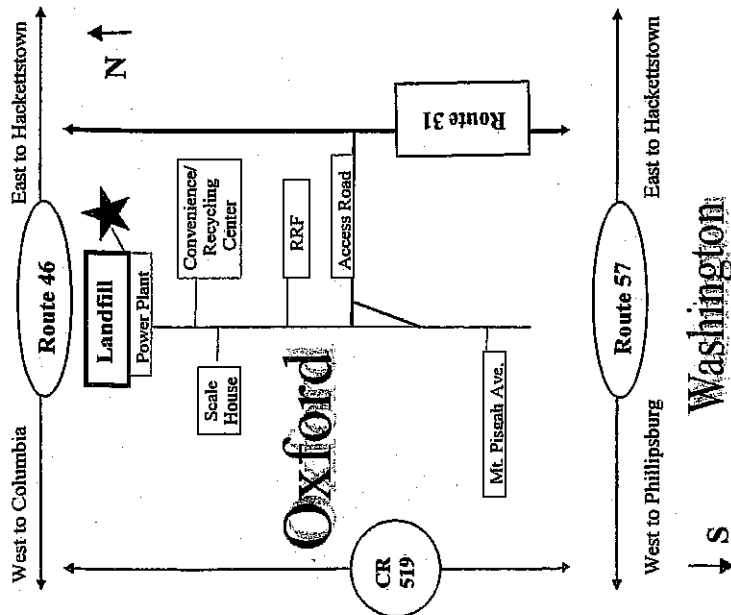 West to Columbia
Route 46
East to Hackettstown
N
Landfill
Power Plant
Convenience/
Recycling
Center
Scale
House
RRF
Oxford
Access Road
Route 31
CR
519
Mt. Pisgah Ave.
West to Phillipsburg
Route 57
East to Hackettstown
S
Washington